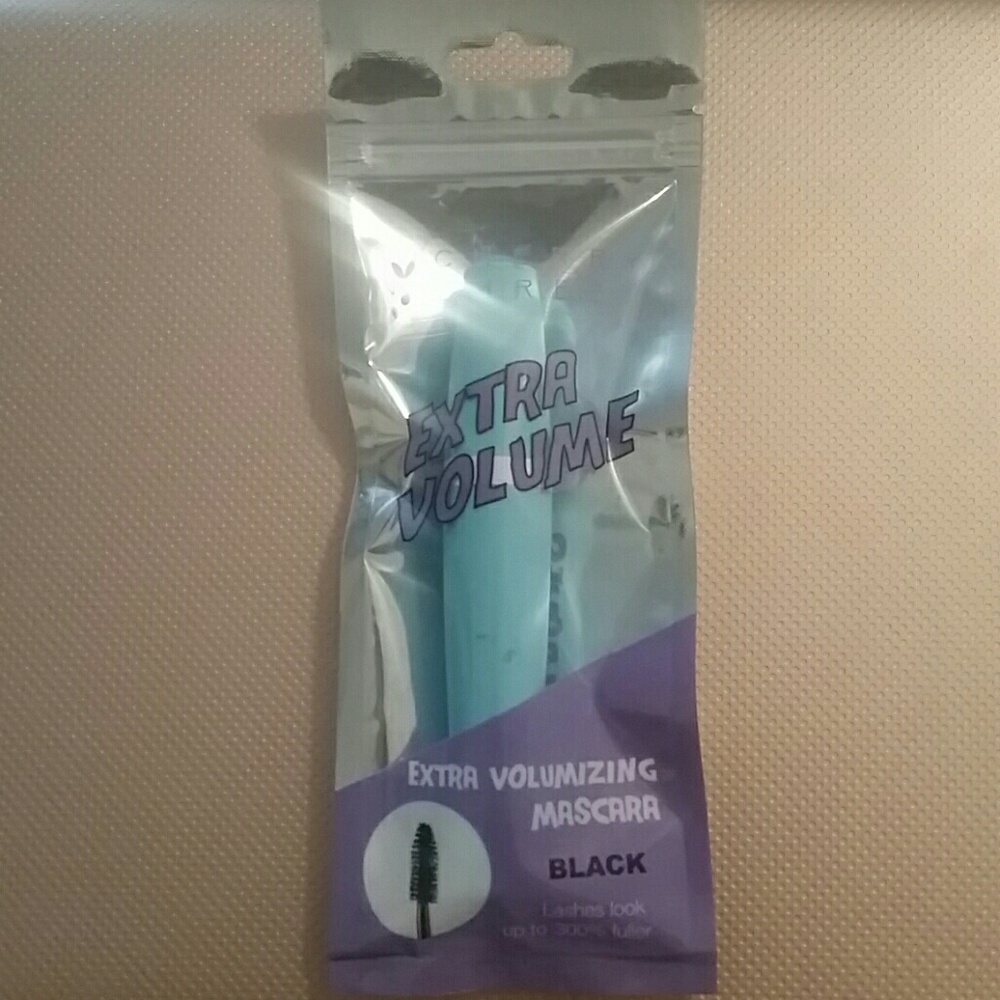 EXTRA
VOLUME
EXTRA VOLUMIZING
MASCARA
BLACK
Lashes look
up to 300% fuller